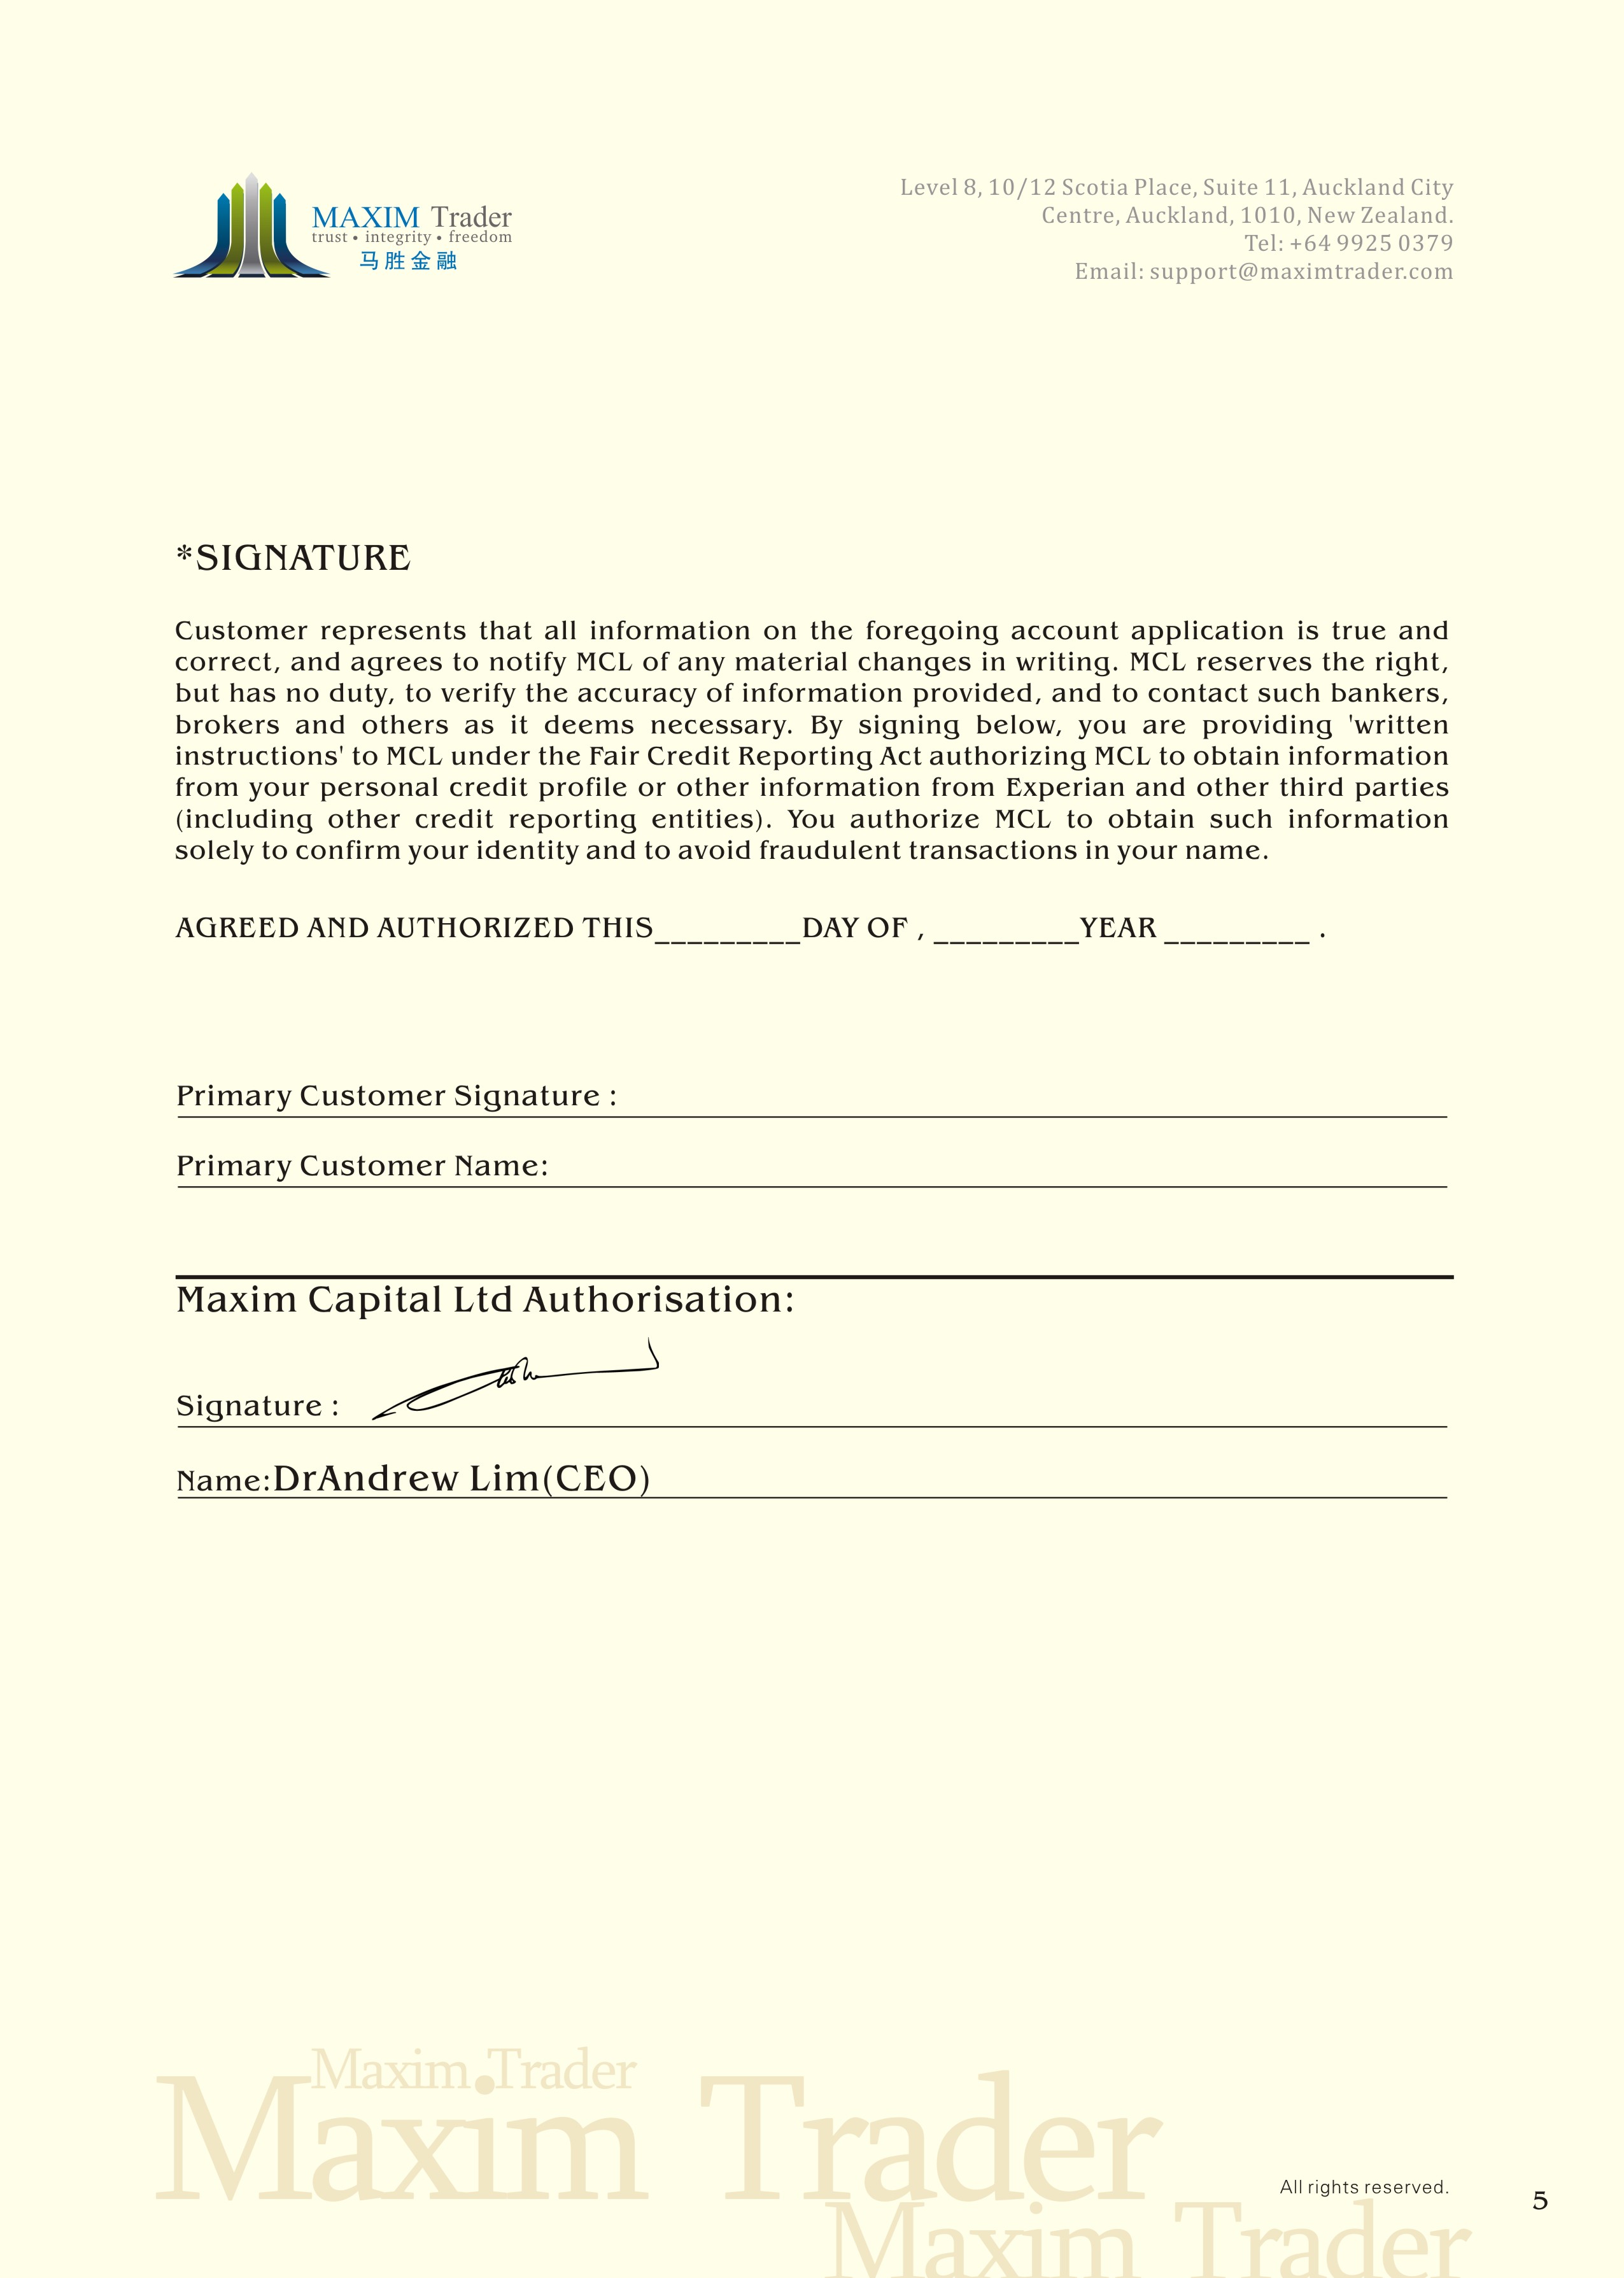 MAXIM Trader
trust • integrity • freedom
马胜金融
Level 8, 10/12 Scotia Place, Suite 11, Auckland City
Centre, Auckland, 1010, New Zealand.
Tel: +64 9925 0379
Email: support@maximtrader.com
*SIGNATURE
Customer represents that all information on the foregoing account application is true and
correct, and agrees to notify MCL of any material changes in writing. MCL reserves the right,
but has no duty, to verify the accuracy of information provided, and to contact such bankers,
brokers and others as it deems necessary. By signing below, you are providing 'written
instructions' to MCL under the Fair Credit Reporting Act authorizing MCL to obtain information
from your personal credit profile or other information from Experian and other third parties
(including other credit reporting entities). You authorize MCL to obtain such information
solely to confirm your identity and to avoid fraudulent transactions in your name.
AGREED AND AUTHORIZED THIS_________DAY OF , _________YEAR _________ .
Primary Customer Signature :
Primary Customer Name:
Maxim Capital Ltd Authorisation:
Signature :
Name:DrAndrew Lim(CEO)
Maxim Trader
Maxim Trader
All rights reserved.
5
Maxim Trader